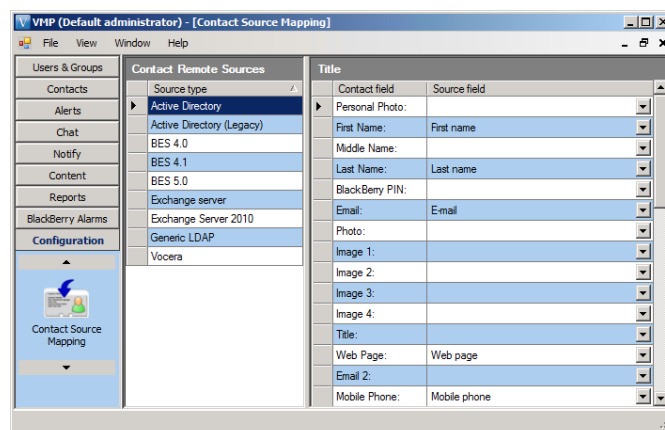 VMP (Default administrator) - [Contact Source Mapping]
File View Window Help
Users & Groups
Contacts
Alerts
Chat
Notify
Content
Reports
BlackBerry Alarms
Configuration
Contact Source
Mapping
Contact Remote Sources
Source type
Active Directory
Active Directory (Legacy)
BES 4.0
BES 4.1
BES 5.0
Exchange server
Exchange Server 2010
Generic LDAP
Vocera
Title
Contact field Source field
Personal Photo:
First Name: First name
Middle Name:
Last Name: Last name
BlackBerry PIN:
Email: E-mail
Photo:
Image 1:
Image 2:
Image 3:
Image 4:
Title:
Web Page: Web page
Email 2:
Mobile Phone: Mobile phone